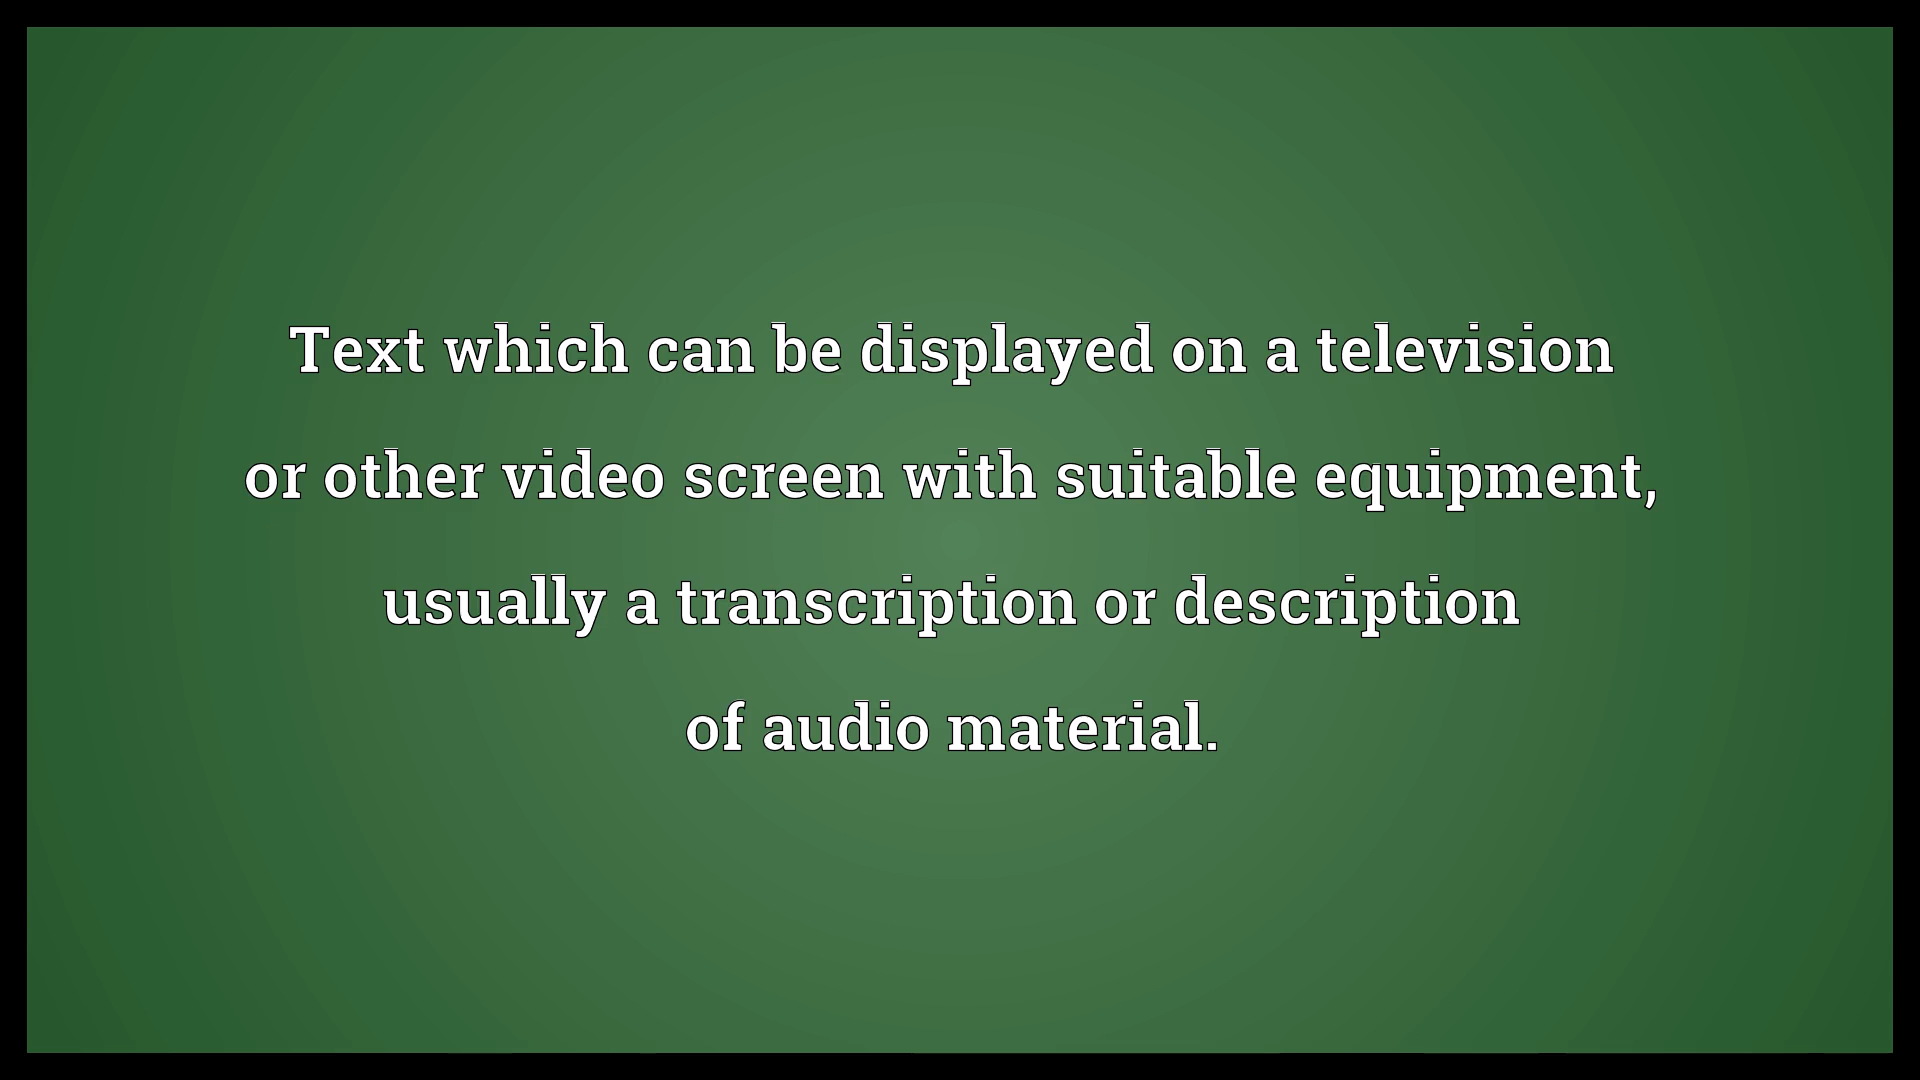 Text which can be displayed on a television
or other video screen with suitable equipment,
usually a transcription or description
of audio material.